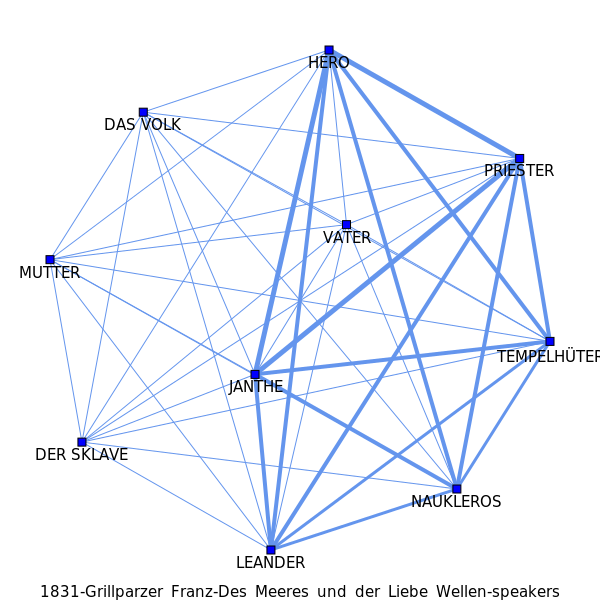 HERO
DAS VOLK
PRIESTER
VATER
MUTTER
TEMPELHÜTER
JANTHE
DER SKLAVE
NAUKLEROS
LEANDER
1831-Grillparzer Franz-Des Meeres und der Liebe Wellen-speakers